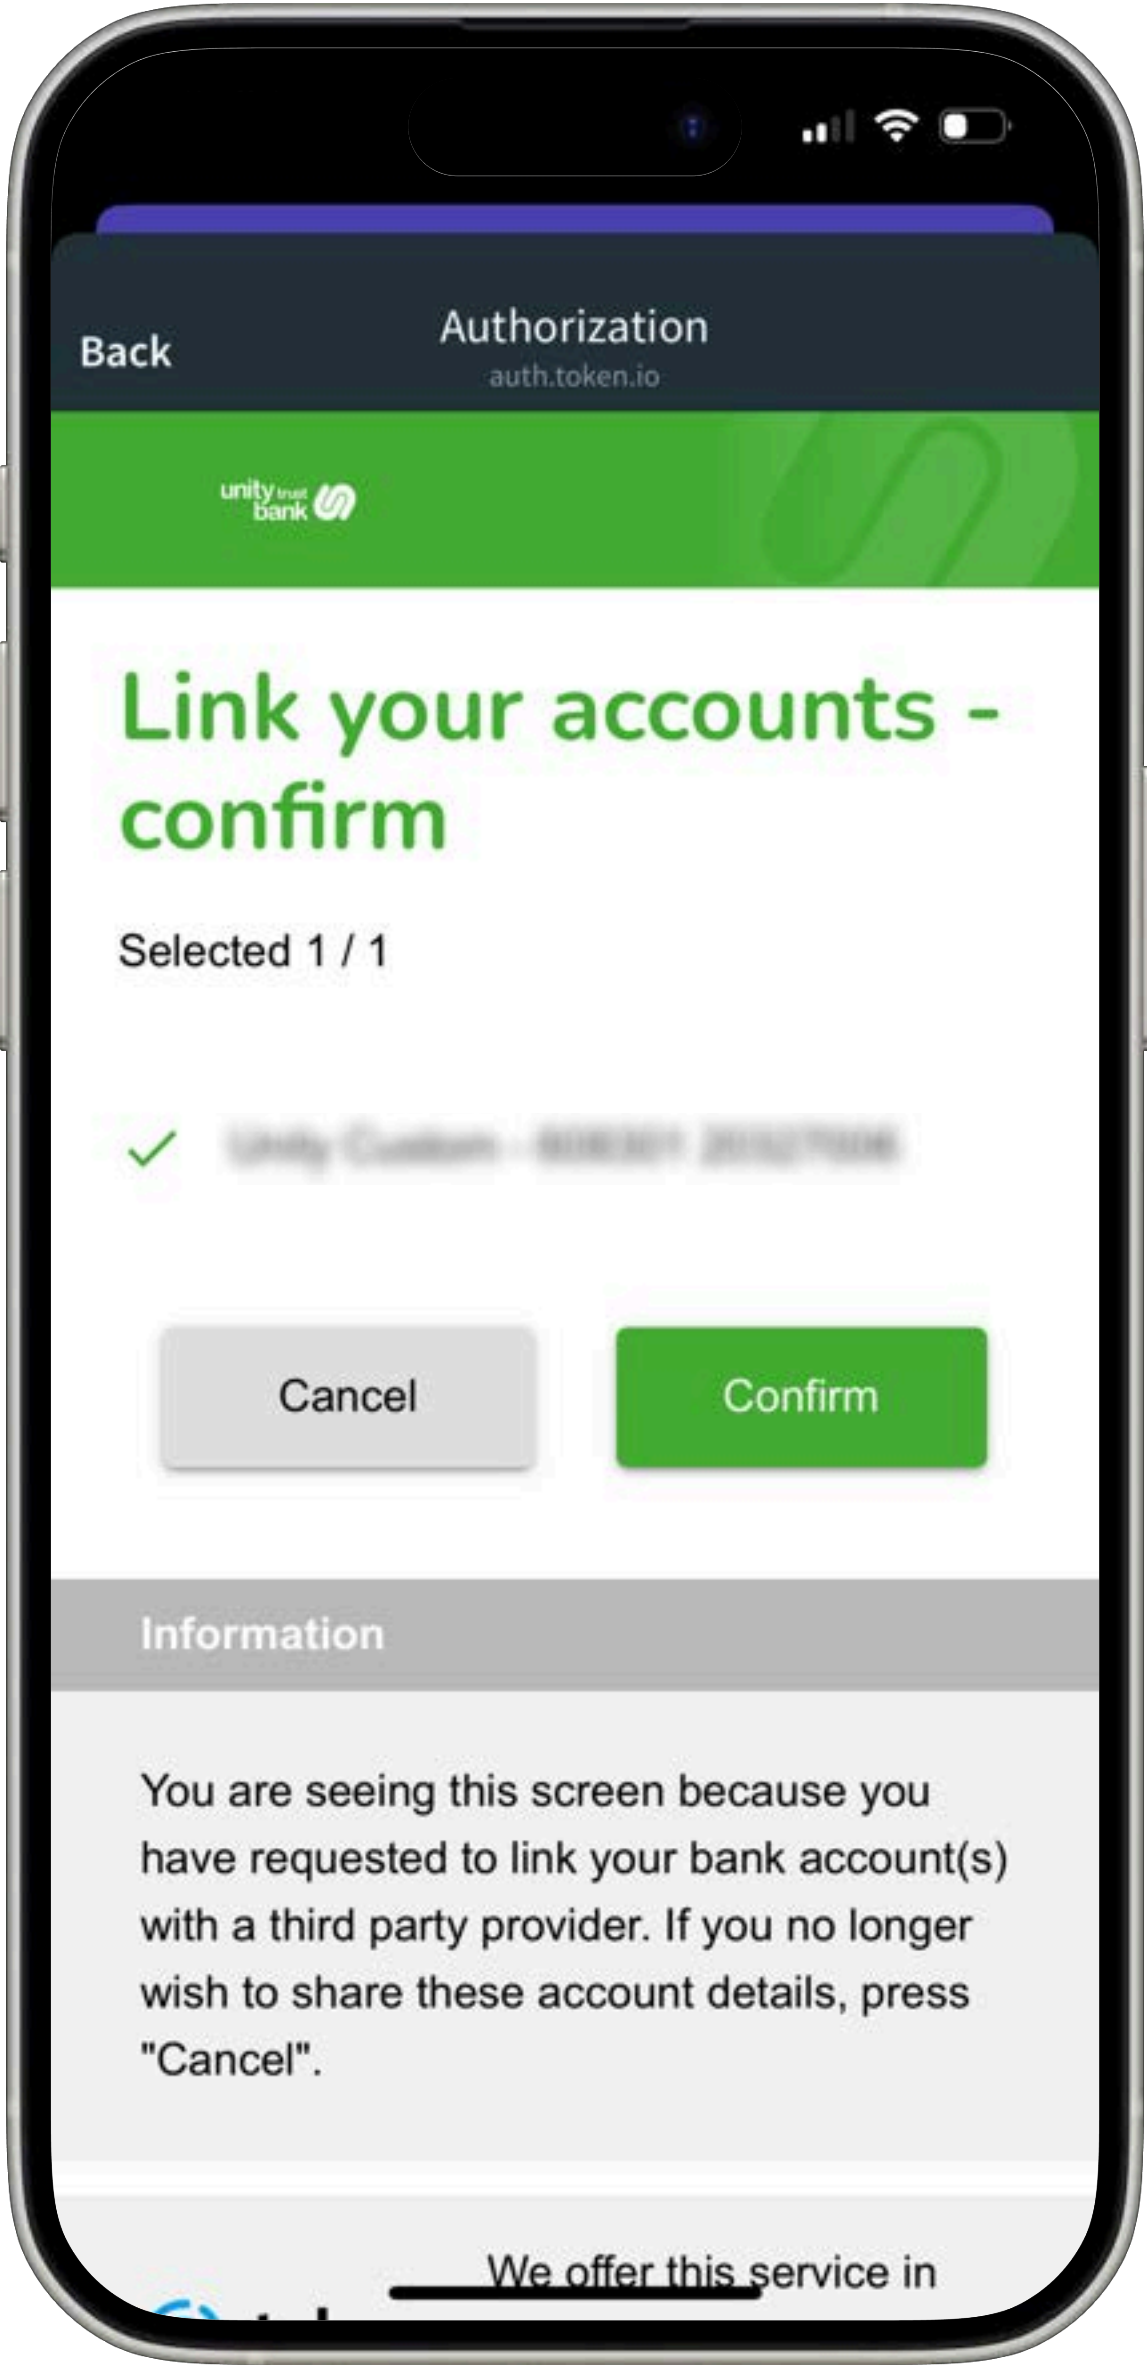 Back
Authorization
auth.token.io
unity trust
bank
Link your accounts -
confirm
Selected 1 / 1
Cancel
Confirm
Information
You are seeing this screen because you
have requested to link your bank account(s)
with a third party provider. If you no longer
wish to share these account details, press
"Cancel".
We offer this service in